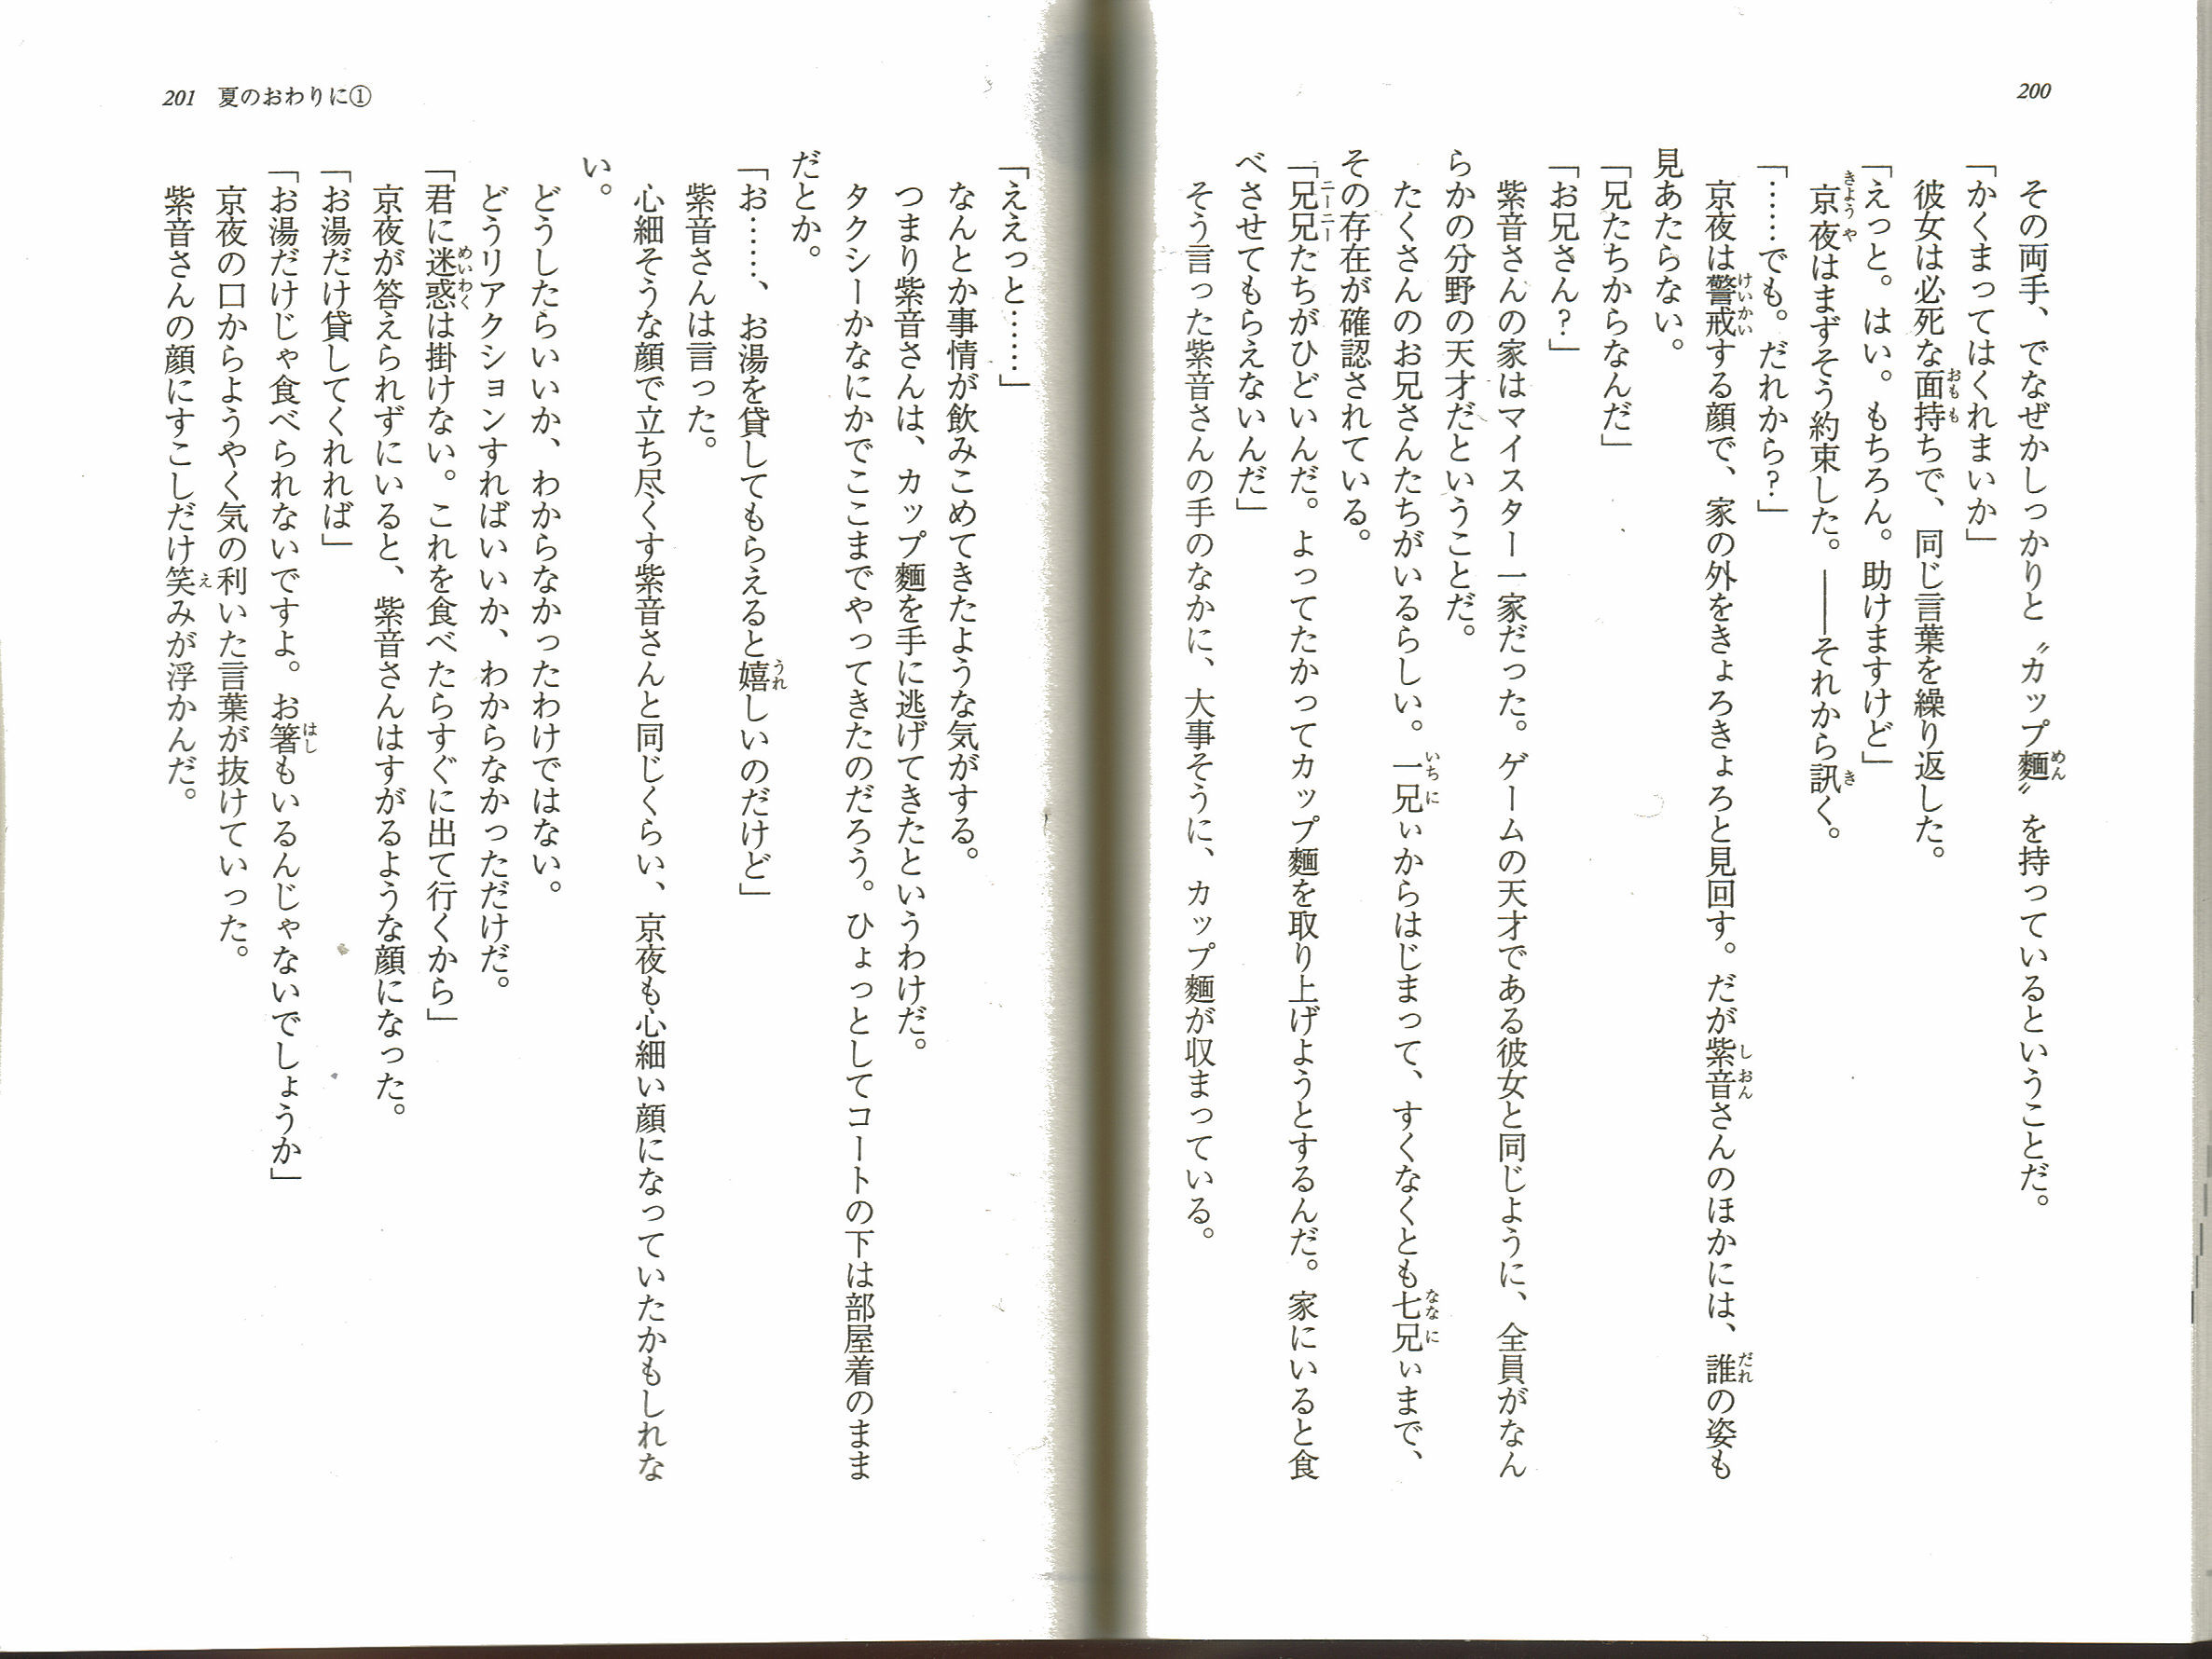 200
その両手、でなぜかしっかりと〝カップ麵〟を持っているということだ。
「かくまってはくれまいか」
彼女は必死な面持ちで、同じ言葉を繰り返した。
「えっと。はい。もちろん。助けますけど」
京夜はまずそう約束した。――それから訊く。
「……でも。だれから？」
京夜は警戒する顔で、家の外をきょろきょろと見回す。だが紫音さんのほかには、誰の姿も
見あたらない。
「兄たちからなんだ」
「お兄さん？」
紫音さんの家はマイスター一家だった。ゲームの天才である彼女と同じように、全員がなん
らかの分野の天才だということだ。
たくさんのお兄さんたちがいるらしい。一兄ぃからはじまって、すくなくとも七兄ぃまで、
その存在が確認されている。
「兄兄たちがひどいんだ。よってたかってカップ麵を取り上げようとするんだ。家にいると食
べさせてもらえないんだ」
そう言った紫音さんの手のなかに、大事そうに、カップ麵が収まっている。
201 夏のおわりに①
「ええっと……」
なんとか事情が飲みこめてきたような気がする。
つまり紫音さんは、カップ麵を手に逃げてきたというわけだ。
タクシーかなにかでここまでやってきたのだろう。ひょっとしてコートの下は部屋着のまま
だとか。
「お……、お湯を貸してもらえると嬉しいのだけど」
紫音さんは言った。
心細そうな顔で立ち尽くす紫音さんと同じくらい、京夜も心細い顔になっていたかもしれな
い。
どうしたらいいか、わからなかったわけではない。
どうリアクションすればいいか、わからなかっただけだ。
「君に迷惑は掛けない。これを食べたらすぐに出て行くから」
京夜が答えられずにいると、紫音さんはすがるような顔になった。
「お湯だけ貸してくれれば」
「お湯だけじゃ食べられないですよ。お箸もいるんじゃないでしょうか」
京夜の口からようやく気の利いた言葉が抜けていった。
紫音さんの顔にすこしだけ笑みが浮かんだ。